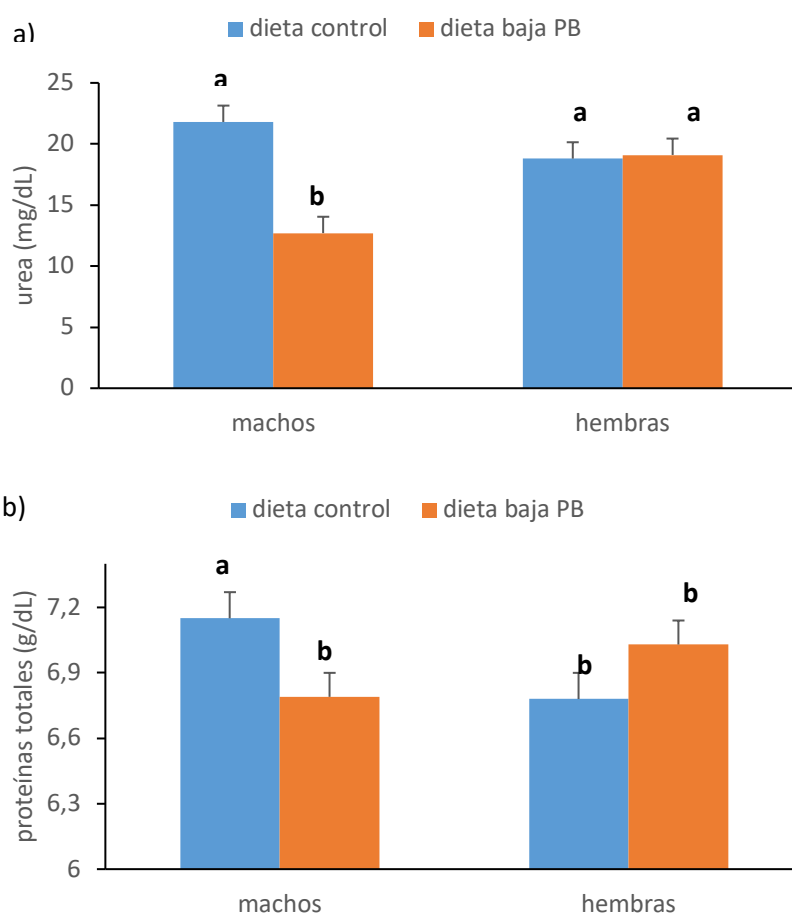 a)
dieta control dieta baja PB
urea (mg/dL)
25
20
15
10
5
0
a
b
a
a
machos hembras
b)
dieta control dieta baja PB
proteínas totales (g/dL)
7,2
6,9
6,6
6,3
6
a
b
b
b
machos hembras